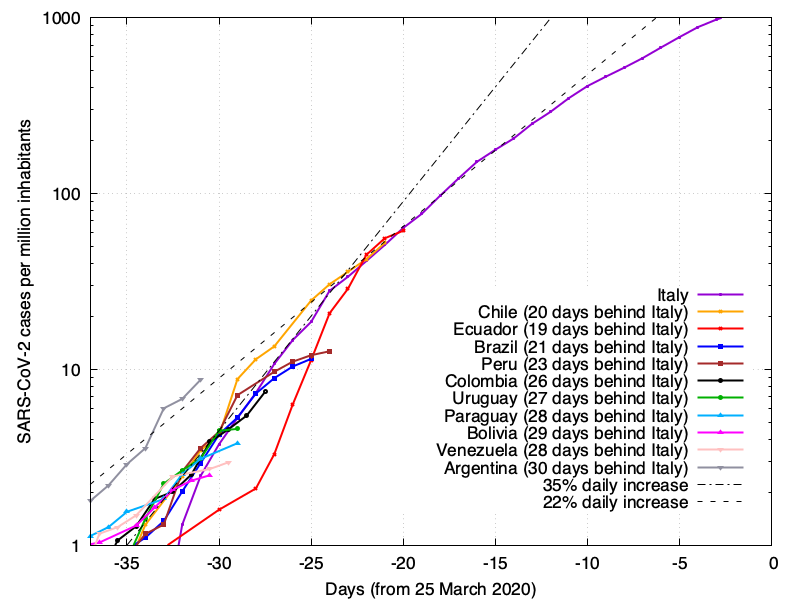 1000
100
10
1
SARS-CoV-2 cases per million inhabitants
Italy
Chile (20 days behind Italy)
Ecuador (19 days behind Italy)
Brazil (21 days behind Italy)
Peru (23 days behind Italy)
Colombia (26 days behind Italy)
Uruguay (27 days behind Italy)
Paraguay (28 days behind Italy)
Bolivia (29 days behind Italy)
Venezuela (28 days behind Italy)
Argentina (30 days behind Italy)
35% daily increase
22% daily increase
-35 -30 -25 -20 -15 -10 -5 0
Days (from 25 March 2020)